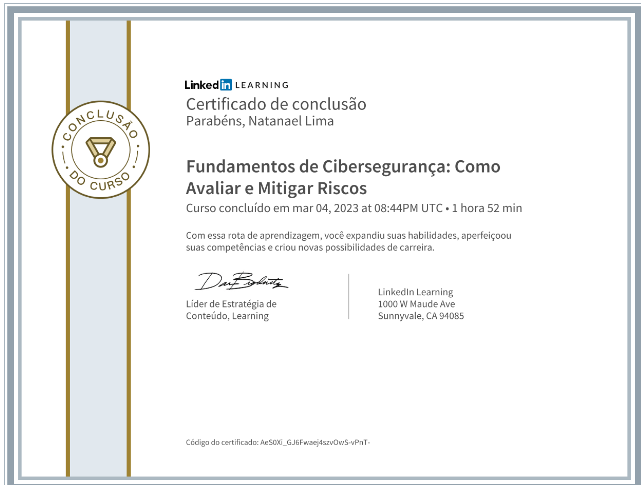 CONCLUSÃO
DO CURSO
Linked in LEARNING
Certificado de conclusão
Parabéns, Natanael Lima
Fundamentos de Cibersegurança: Como
Avaliar e Mitigar Riscos
Curso concluído em mar 04, 2023 at 08:44PM UTC • 1 hora 52 min
Com essa rota de aprendizagem, você expandiu suas habilidades, aperfeiçoou
suas competências e criou novas possibilidades de carreira.
Líder de Estratégia de
Conteúdo, Learning
LinkedIn Learning
1000 W Maude Ave
Sunnyvale, CA 94085
Código do certificado: AeS0Xi_GJ6Fwaej4szvOwS-vPnT-